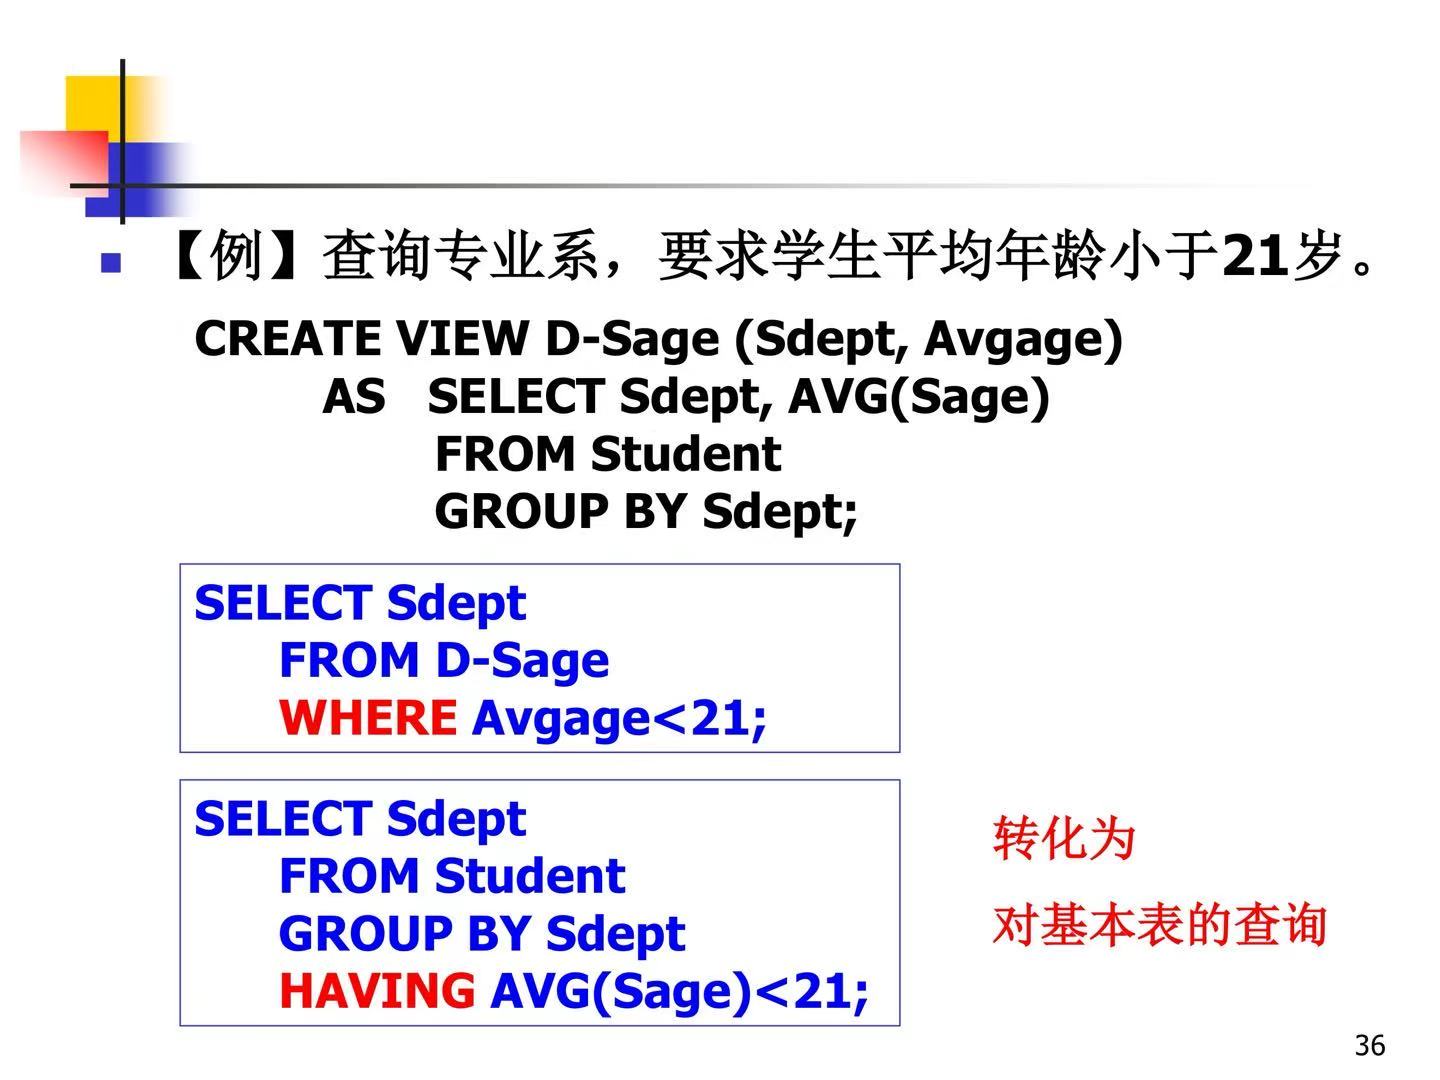 【例】查询专业系，要求学生平均年龄小于21岁。
CREATE VIEW D-Sage (Sdept, Avgage)
AS SELECT Sdept, AVG(Sage)
FROM Student
GROUP BY Sdept;
SELECT Sdept
FROM D-Sage
WHERE Avgage<21;
SELECT Sdept
FROM Student
GROUP BY Sdept
HAVING AVG(Sage)<21;
转化为
对基本表的查询
36